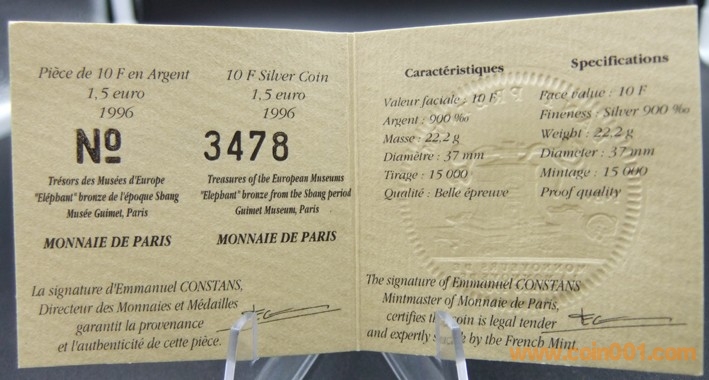 Pièce de 10 F en Argent
1,5 euro
1996
Nº
Trésors des Musées d'Europe
"Eléphant" bronze de l'époque Shang
Musée Guimet, Paris
MONNAIE DE PARIS
10 F Silver Coin
1,5 euro
1996
3478
Treasures of the European Museums
"Elephant" bronze from the Shang period
Guimet Museum, Paris
MONNAIE DE PARIS
La signature d'Emmanuel CONSTANS,
Directeur des Monnaies et Médailles
garantit la provenance
et l'authenticité de cette pièce.
Caractéristiques
Valeur faciale : 10 F
Argent : 900 ‰
Masse : 22,2 g
Diamètre : 37 mm
Tirage : 15 000
Qualité : Belle épreuve
Specifications
Face value : 10 F
Fineness : Silver 900 ‰
Weight : 22,2 g
Diameter : 37 mm
Mintage : 15 000
Proof quality
The signature of Emmanuel CONSTANS
Mintmaster of Monnaie de Paris,
certifies coin is legal tender
and expertly by the French Mint
www.coin001.com